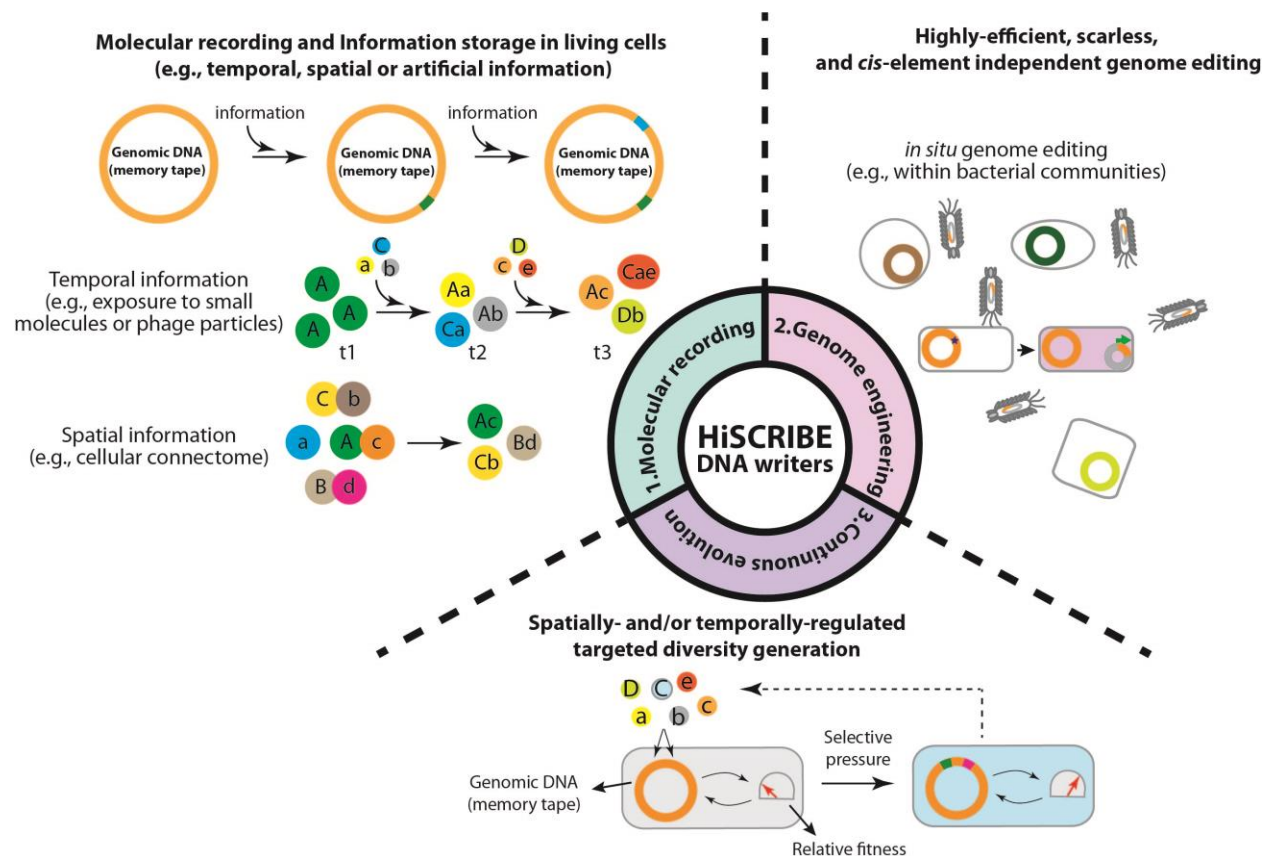 Molecular recording and Information storage in living cells
(e.g., temporal, spatial or artificial information)
information
information
Genomic DNA
(memory tape)
Genomic DNA
(memory tape)
Genomic DNA
(memory tape)
Temporal information
(e.g., exposure to small
molecules or phage particles)
A
A
A
t1
C
a
b
Aa
Ab
Ca
t2
D
c
e
Cae
Ac
Db
t3
Spatial information
(e.g., cellular connectome)
C
b
a
A
c
B
d
Ac
Bd
Cb
Highly-efficient, scarless,
and cis-element independent genome editing
in situ genome editing
(e.g., within bacterial communities)
1.Molecular recording
2.Genome engineering
3.Continuous evolution
HiSCRIBE
DNA writers
Spatially- and/or temporally-regulated
targeted diversity generation
D
C
e
a
b
c
Genomic DNA
(memory tape)
Selective
pressure
Relative fitness